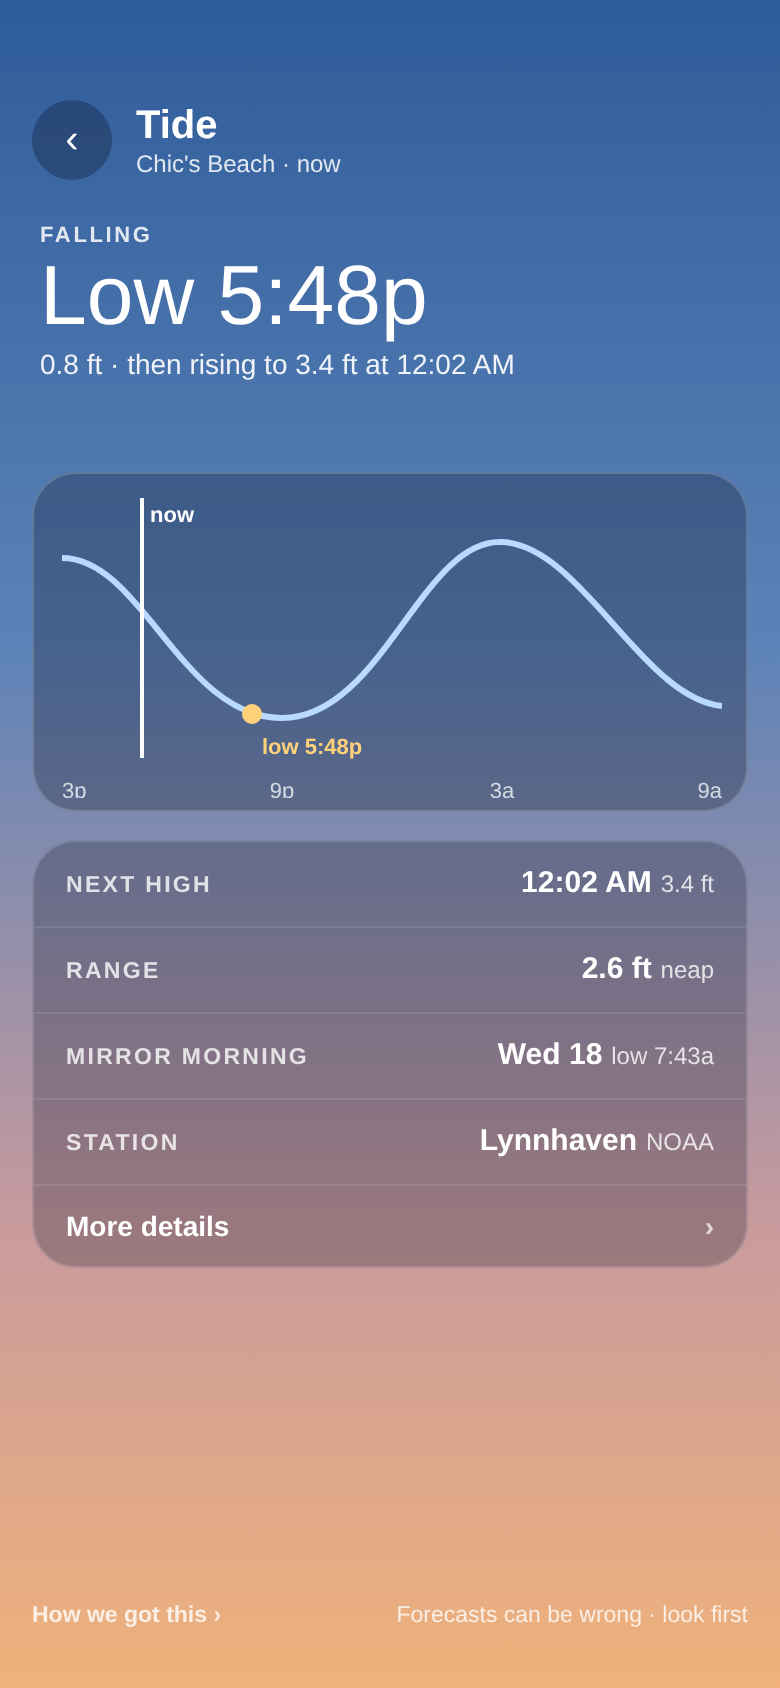 ‹
Tide
Chic's Beach · now
FALLING
Low 5:48p
0.8 ft · then rising to 3.4 ft at 12:02 AM
now
low 5:48p
3p 9p 3a 9a
NEXT HIGH 12:02 AM 3.4 ft
RANGE 2.6 ft neap
MIRROR MORNING Wed 18 low 7:43a
STATION Lynnhaven NOAA
More details ›
How we got this › Forecasts can be wrong · look first